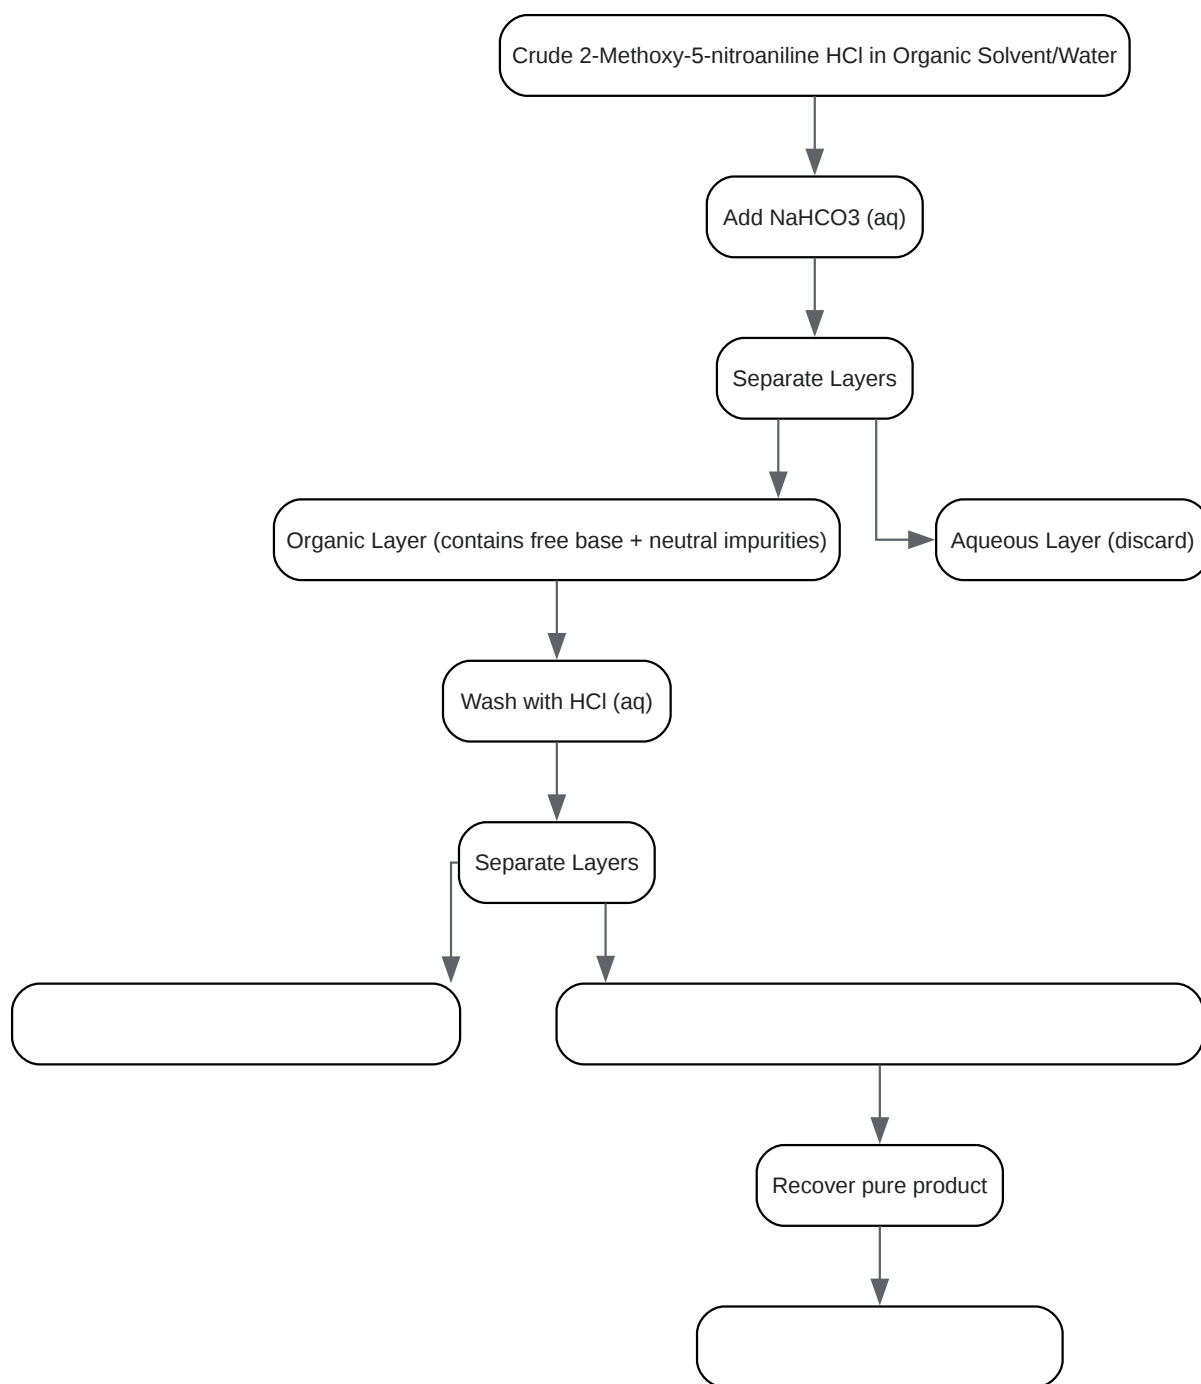 Crude 2-Methoxy-5-nitroaniline HCl in Organic Solvent/Water
Add NaHCO3 (aq)
Separate Layers
Organic Layer (contains free base + neutral impurities)
Aqueous Layer (discard)
Wash with HCl (aq)
Separate Layers
Recover pure product